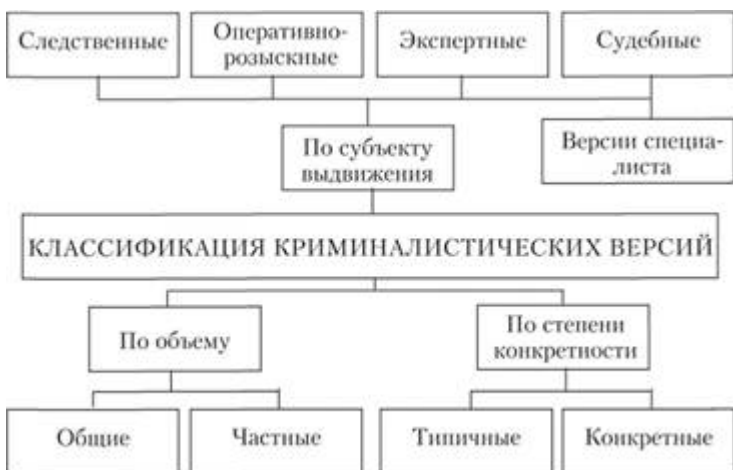 Следственные
Оперативно-
розыскные
Экспертные
Судебные
По субъекту
выдвижения
Версии специа-
листа
КЛАССИФИКАЦИЯ КРИМИНАЛИСТИЧЕСКИХ ВЕРСИЙ
По объему
По степени
конкретности
Общие
Частные
Типичные
Конкретные